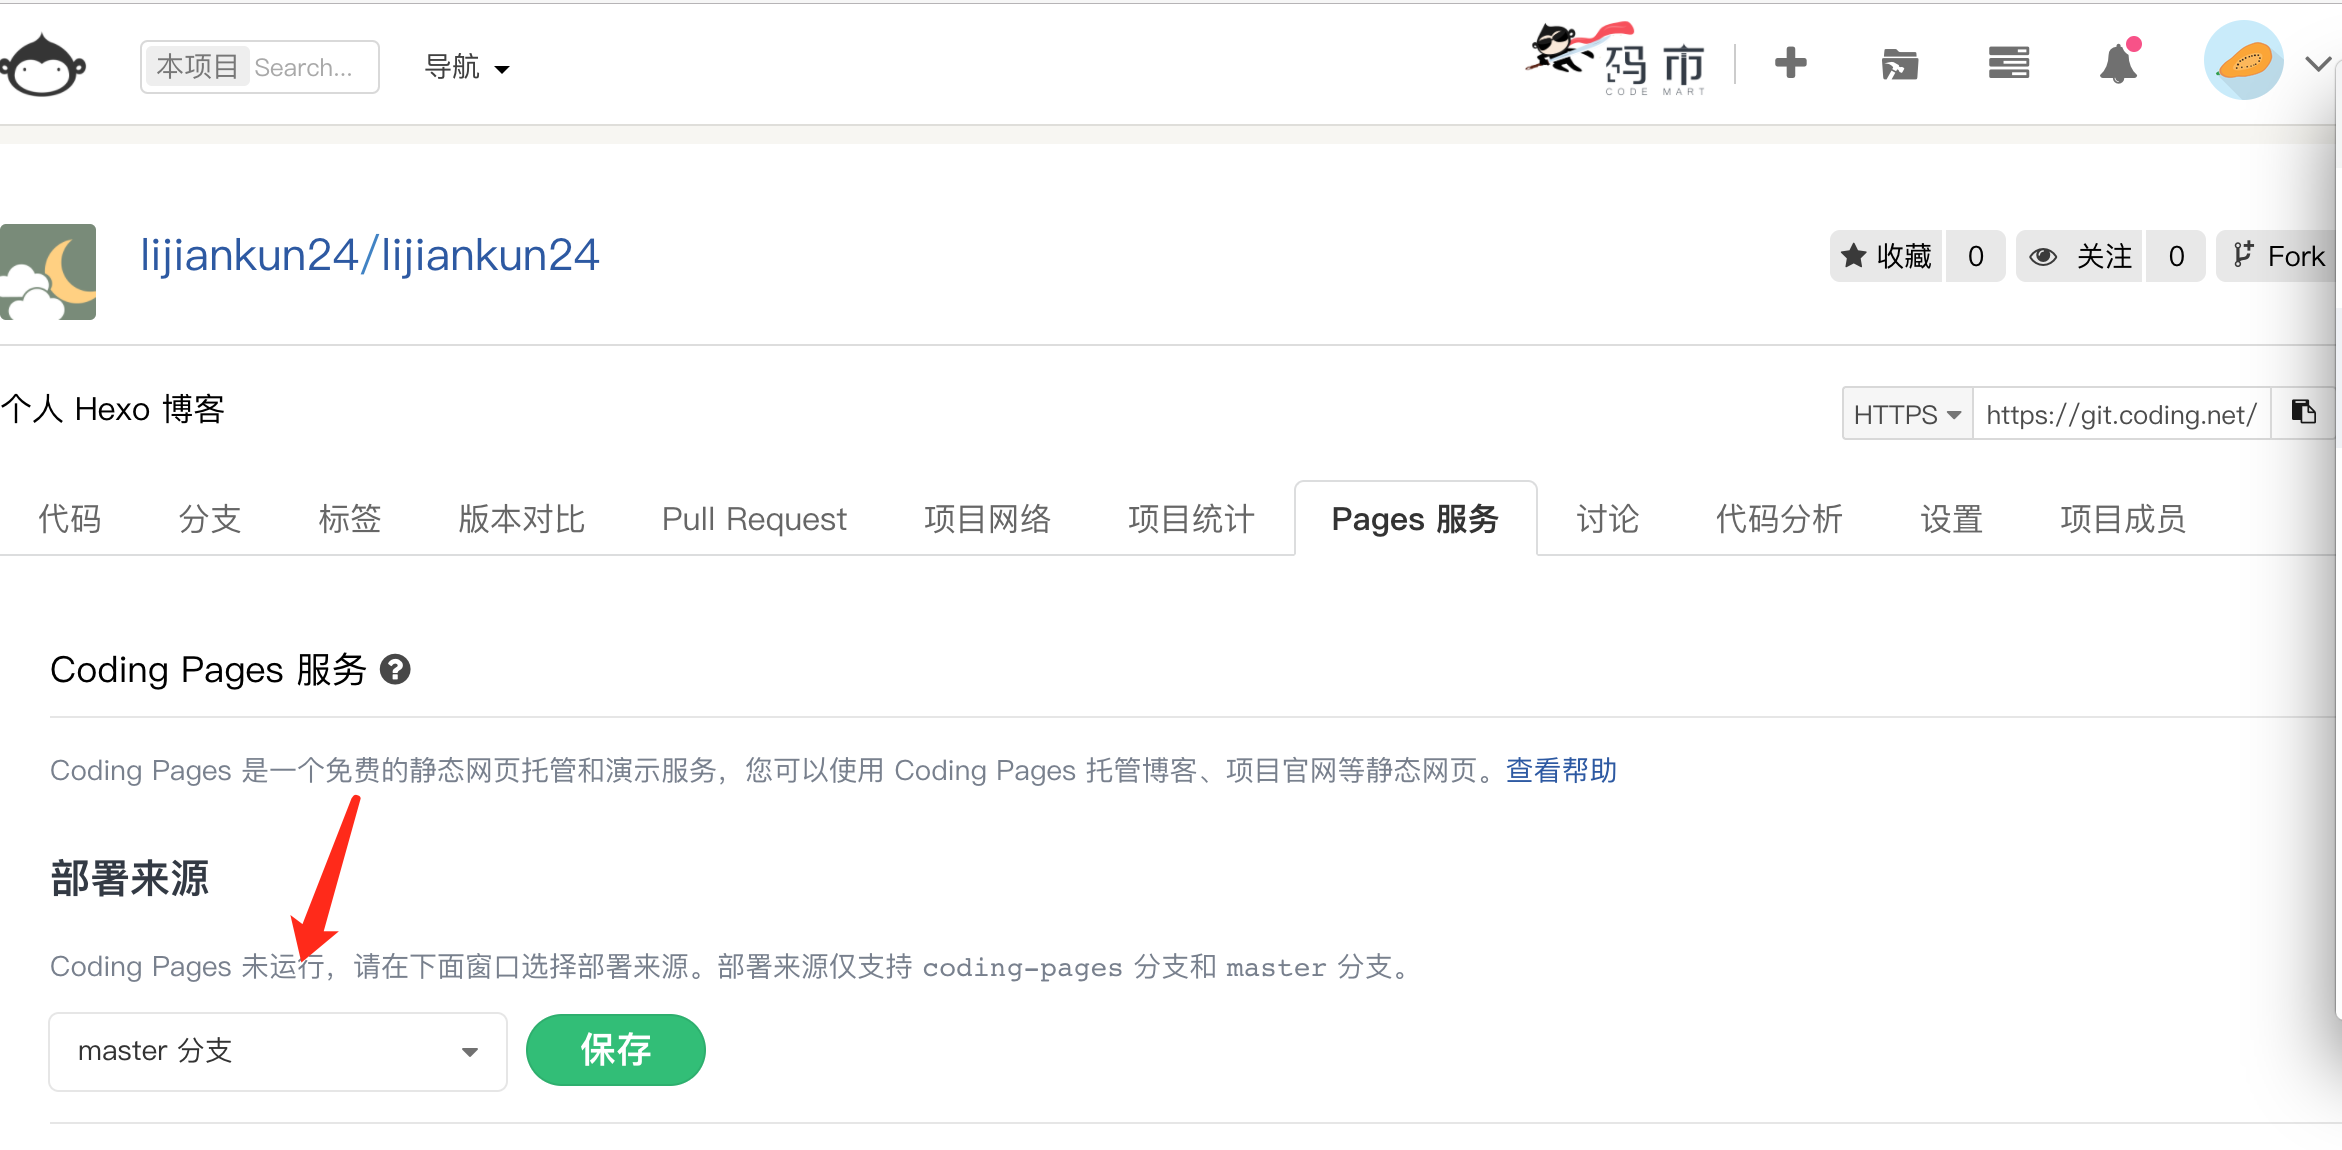 本项目 Search... 导航 码市 CODE MART
lijiankun24/lijiankun24 收藏 0 关注 0 Fork
个人 Hexo 博客 HTTPS https://git.coding.net/
代码 分支 标签 版本对比 Pull Request 项目网络 项目统计 Pages 服务 讨论 代码分析 设置 项目成员
Coding Pages 服务
Coding Pages 是一个免费的静态网页托管和演示服务，您可以使用 Coding Pages 托管博客、项目官网等静态网页。查看帮助
部署来源
Coding Pages 未运行，请在下面窗口选择部署来源。部署来源仅支持 coding-pages 分支和 master 分支。
master 分支 保存